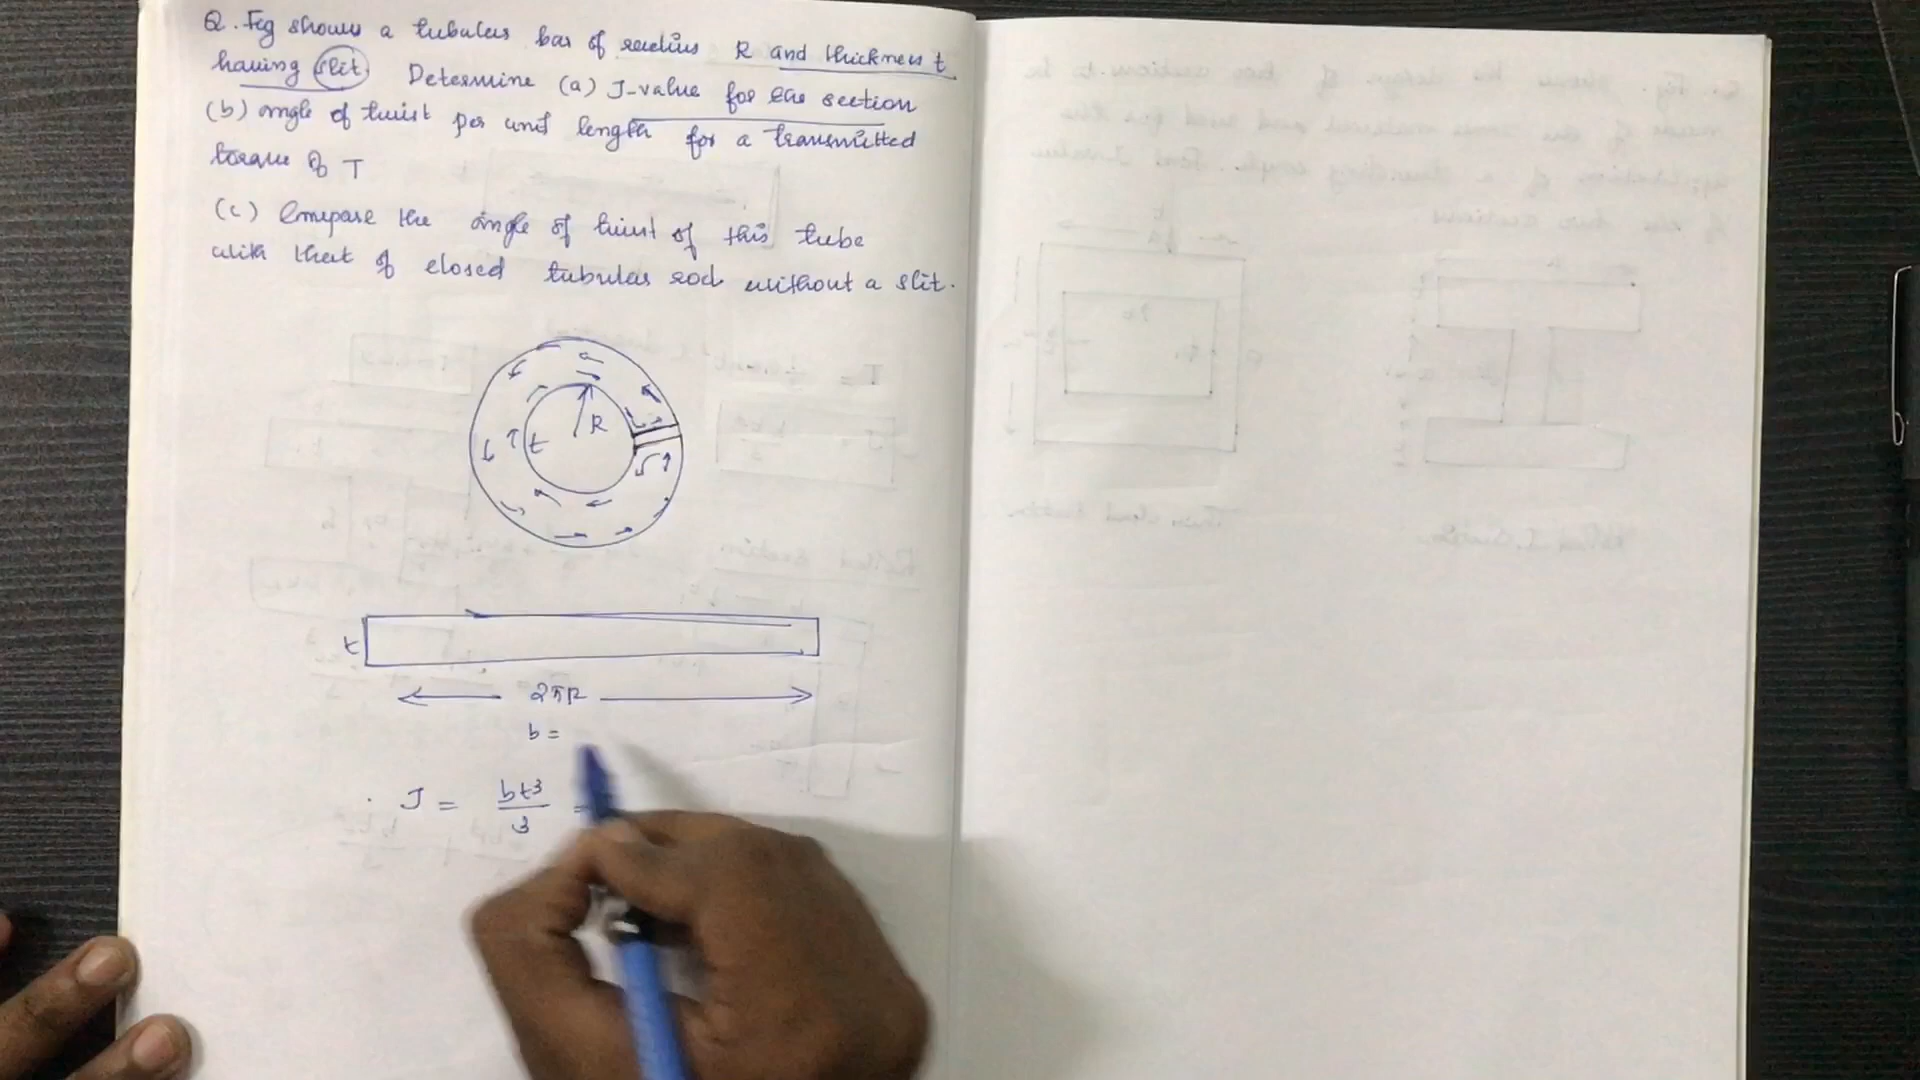 Q. Fig shows a tubular bar of radius R and thickness t
having slit Determine (a) J-value for the section
(b) angle of twist per unit length for a transmitted
torque of T
(c) Compare the angle of twist of this tube
with that of closed tubular rod without a slit.
R
t
t
2πR
b =
J = bt³/3 =